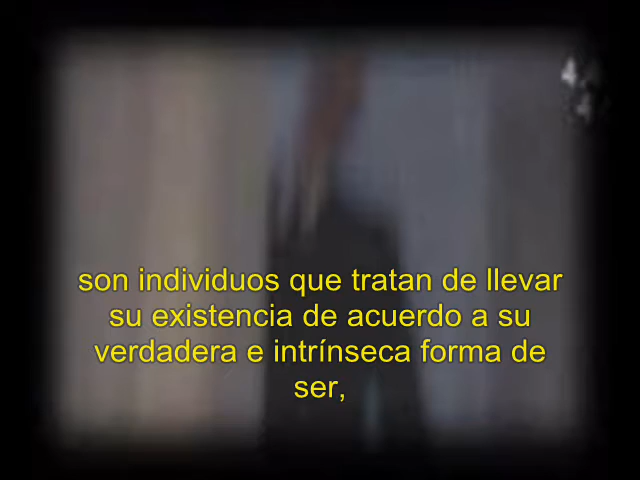 son individuos que tratan de llevar
su existencia de acuerdo a su
verdadera e intrínseca forma de
ser,